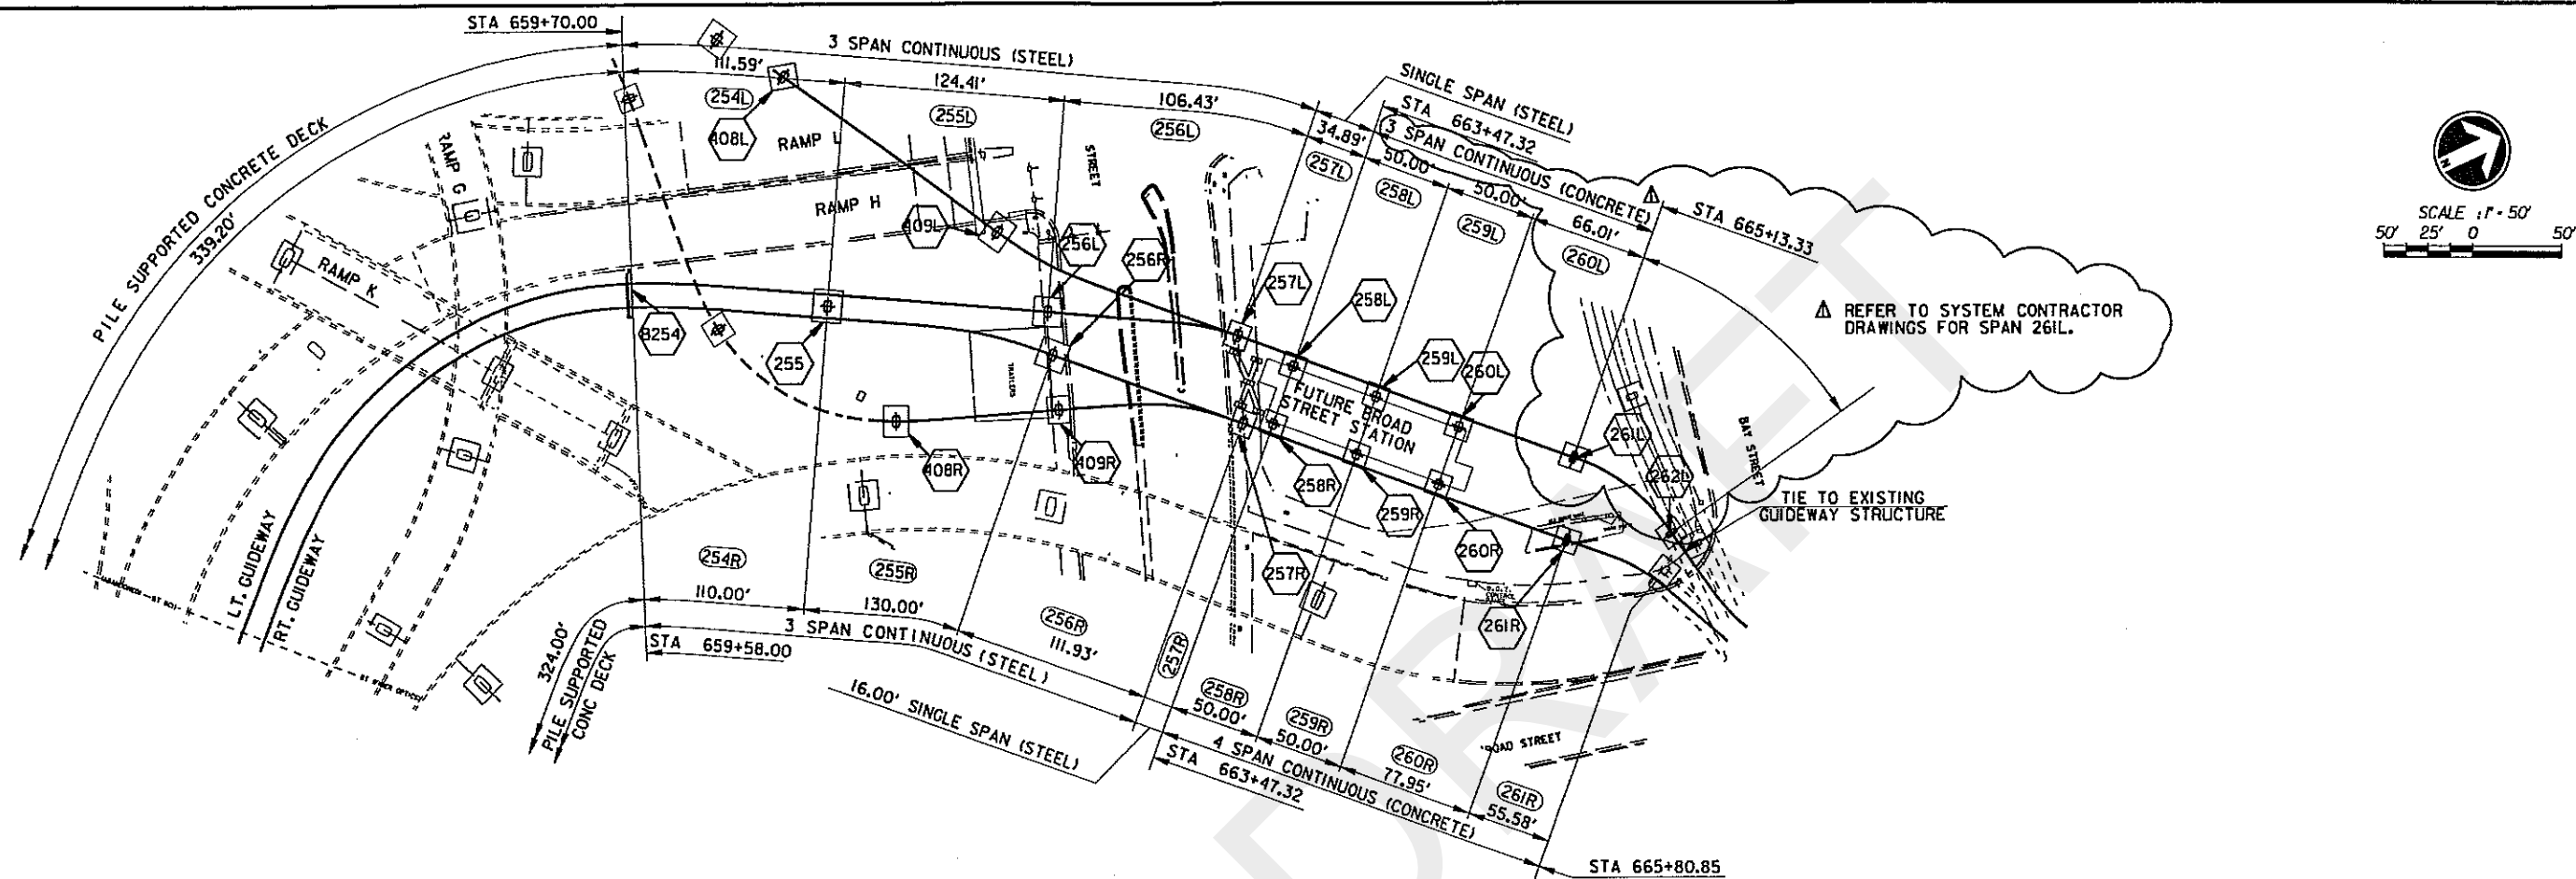 STA 659+70.00
3 SPAN CONTINUOUS (STEEL)
111.59'
124.41'
106.43'
254L
255L
256L
SINGLE SPAN (STEEL)
STA 663+47.32
34.89'
3 SPAN CONTINUOUS (CONCRETE)
50.00'
50.00'
66.01'
257L
258L
259L
260L
STA 665+13.33
SCALE : 1" = 50'
50' 25' 0 50'
N
REFER TO SYSTEM CONTRACTOR
DRAWINGS FOR SPAN 261L.
PILE SUPPORTED CONCRETE DECK
339.20'
RAMP G
RAMP L
RAMP H
RAMP K
STREET
408L
409L
256L
256R
257L
258L
259L
260L
261L
262L
B254
255
408R
409R
TRAILERS
FUTURE BROAD
STREET STATION
258R
259R
260R
257R
261R
BAY STREET
TIE TO EXISTING
GUIDEWAY STRUCTURE
LT. GUIDEWAY
RT. GUIDEWAY
254R
255R
256R
257R
258R
259R
260R
261R
110.00'
130.00'
111.93'
50.00'
50.00'
77.95'
55.58'
3 SPAN CONTINUOUS (STEEL)
STA 659+58.00
324.00'
PILE SUPPORTED
CONC DECK
16.00' SINGLE SPAN (STEEL)
STA 663+47.32
4 SPAN CONTINUOUS (CONCRETE)
ROAD STREET
STA 665+80.85
DRAFT